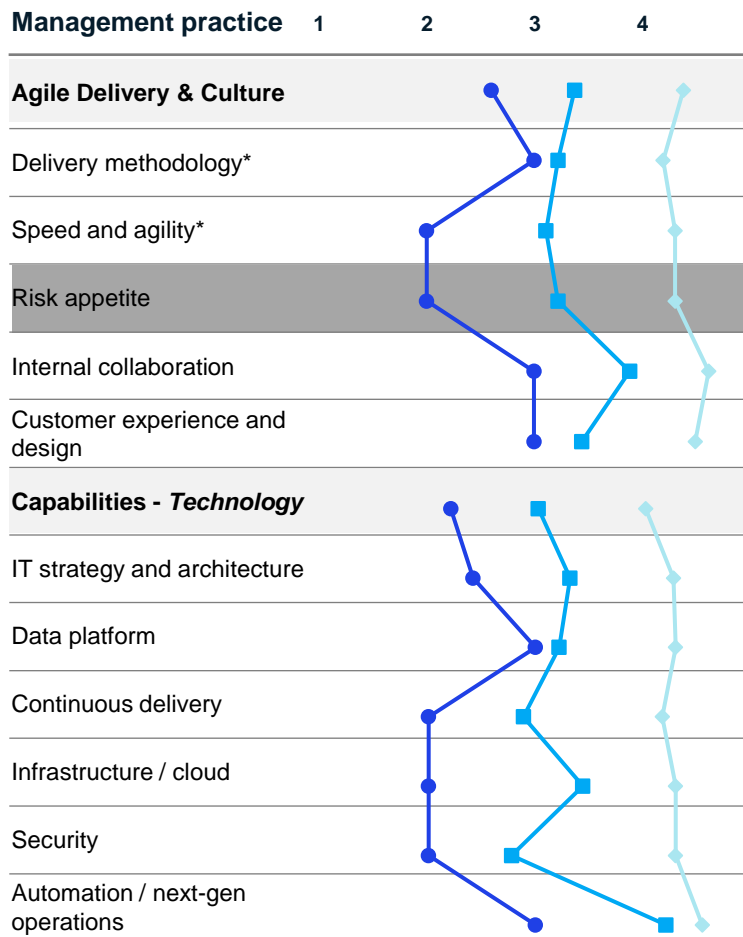 Management practice 1 2 3 4
Agile Delivery & Culture
Delivery methodology*
Speed and agility*
Risk appetite
Internal collaboration
Customer experience and
design
Capabilities - Technology
IT strategy and architecture
Data platform
Continuous delivery
Infrastructure / cloud
Security
Automation / next-gen
operations